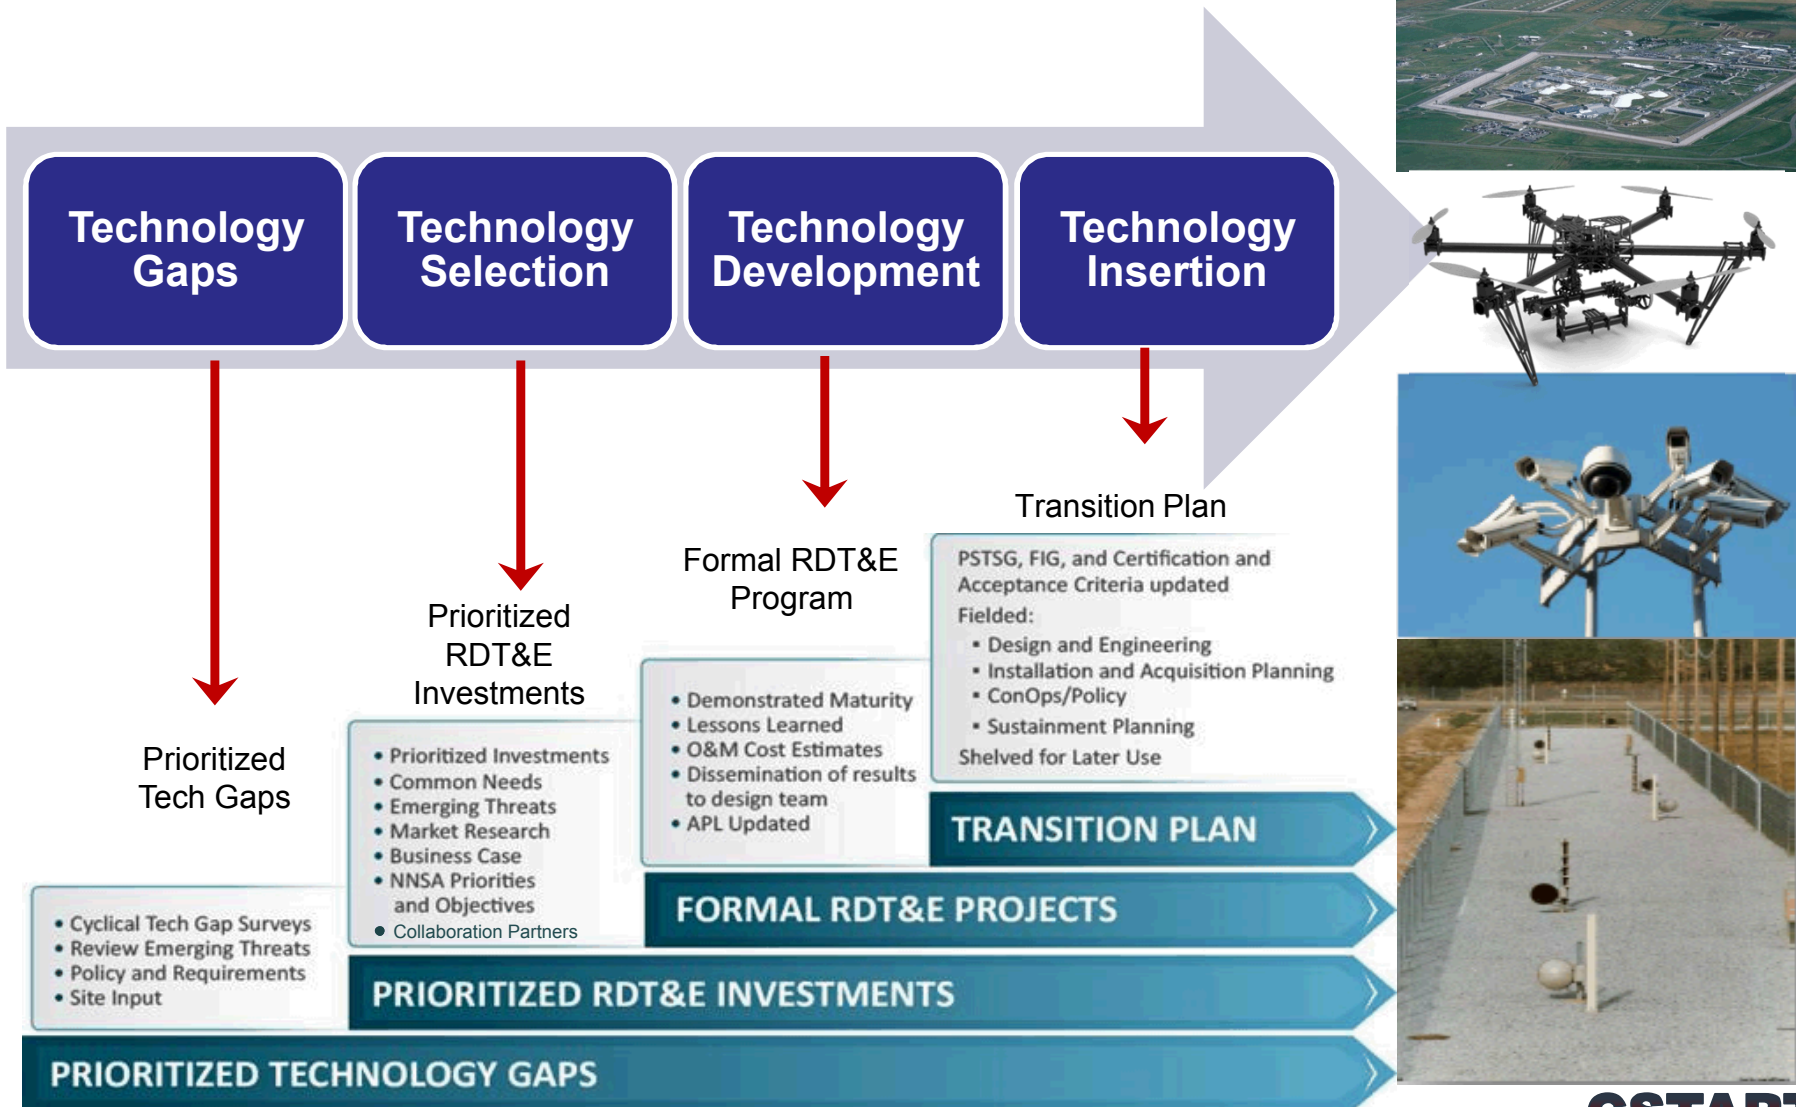 Technology
Gaps
Technology
Selection
Technology
Development
Technology
Insertion
Prioritized
Tech Gaps
Prioritized
RDT&E
Investments
Formal RDT&E
Program
Transition Plan
• Cyclical Tech Gap Surveys
• Review Emerging Threats
• Policy and Requirements
• Site Input
• Prioritized Investments
• Common Needs
• Emerging Threats
• Market Research
• Business Case
• NNSA Priorities
and Objectives
• Collaboration Partners
• Demonstrated Maturity
• Lessons Learned
• O&M Cost Estimates
• Dissemination of results
to design team
• APL Updated
PSTSG, FIG, and Certification and
Acceptance Criteria updated
Fielded:
▪ Design and Engineering
▪ Installation and Acquisition Planning
▪ ConOps/Policy
▪ Sustainment Planning
Shelved for Later Use
TRANSITION PLAN
FORMAL RDT&E PROJECTS
PRIORITIZED RDT&E INVESTMENTS
PRIORITIZED TECHNOLOGY GAPS